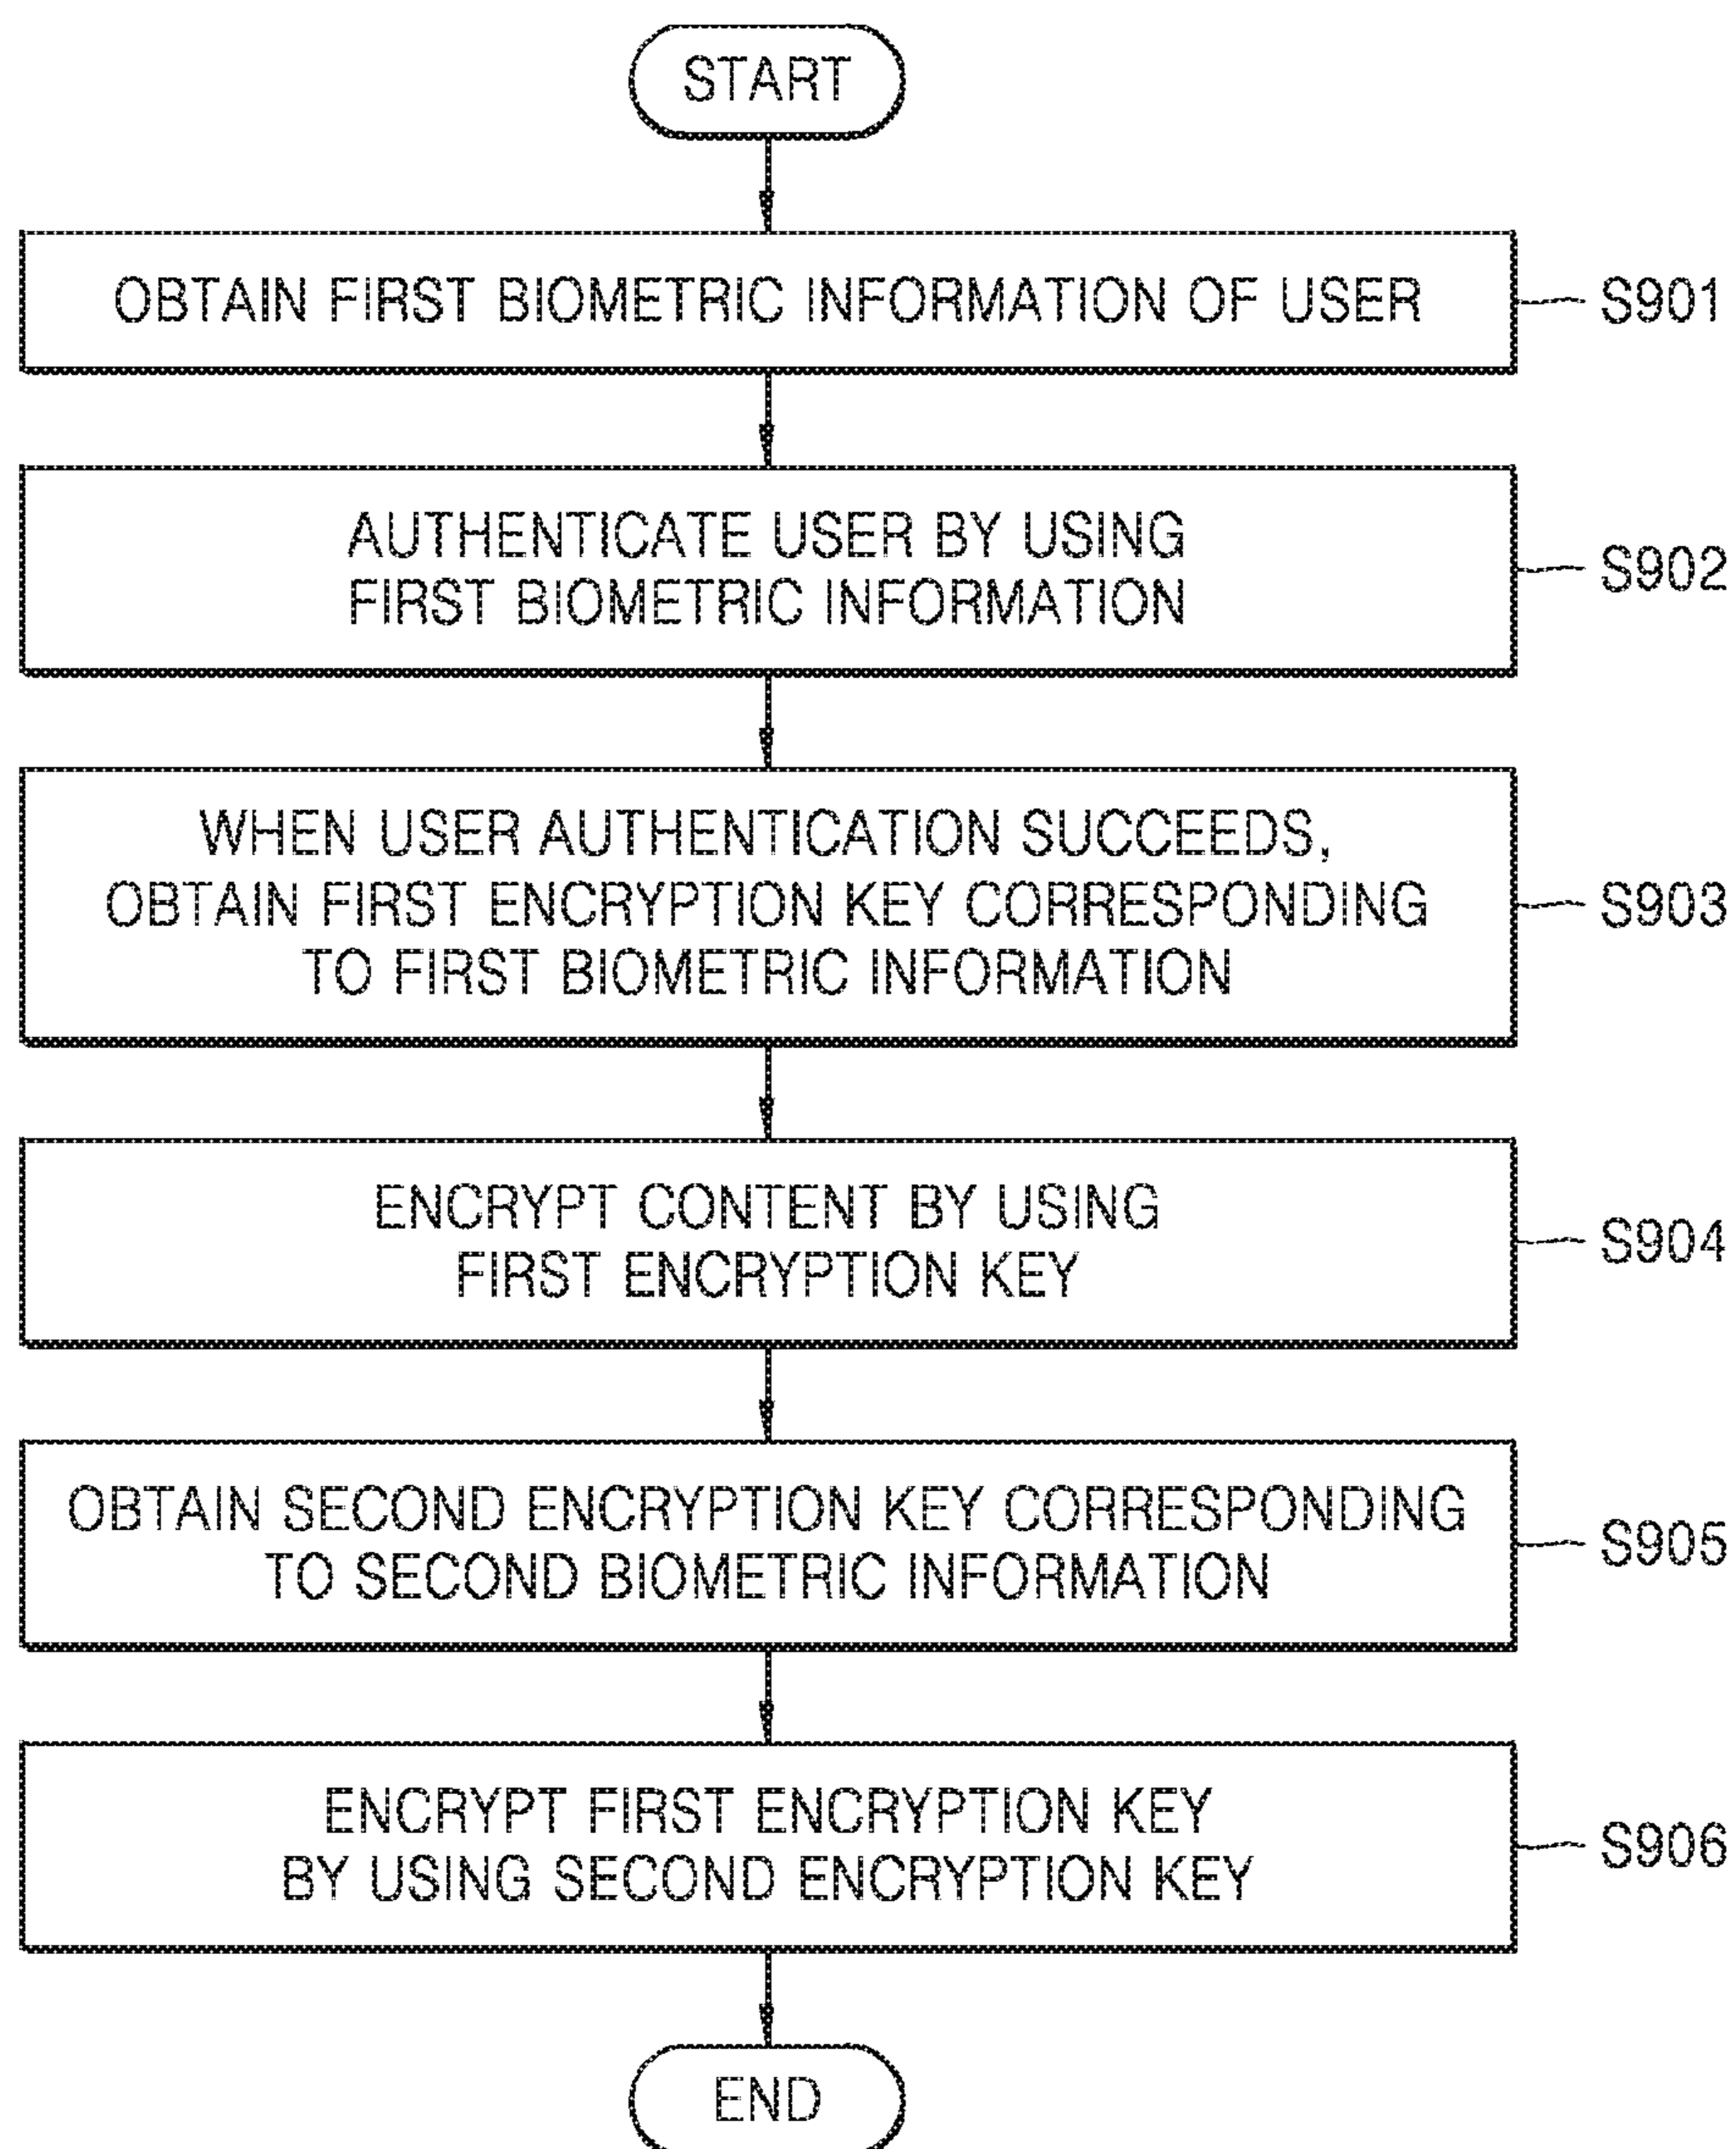 START
OBTAIN FIRST BIOMETRIC INFORMATION OF USER
S901
AUTHENTICATE USER BY USING
FIRST BIOMETRIC INFORMATION
S902
WHEN USER AUTHENTICATION SUCCEEDS,
OBTAIN FIRST ENCRYPTION KEY CORRESPONDING
TO FIRST BIOMETRIC INFORMATION
S903
ENCRYPT CONTENT BY USING
FIRST ENCRYPTION KEY
S904
OBTAIN SECOND ENCRYPTION KEY CORRESPONDING
TO SECOND BIOMETRIC INFORMATION
S905
ENCRYPT FIRST ENCRYPTION KEY
BY USING SECOND ENCRYPTION KEY
S906
END